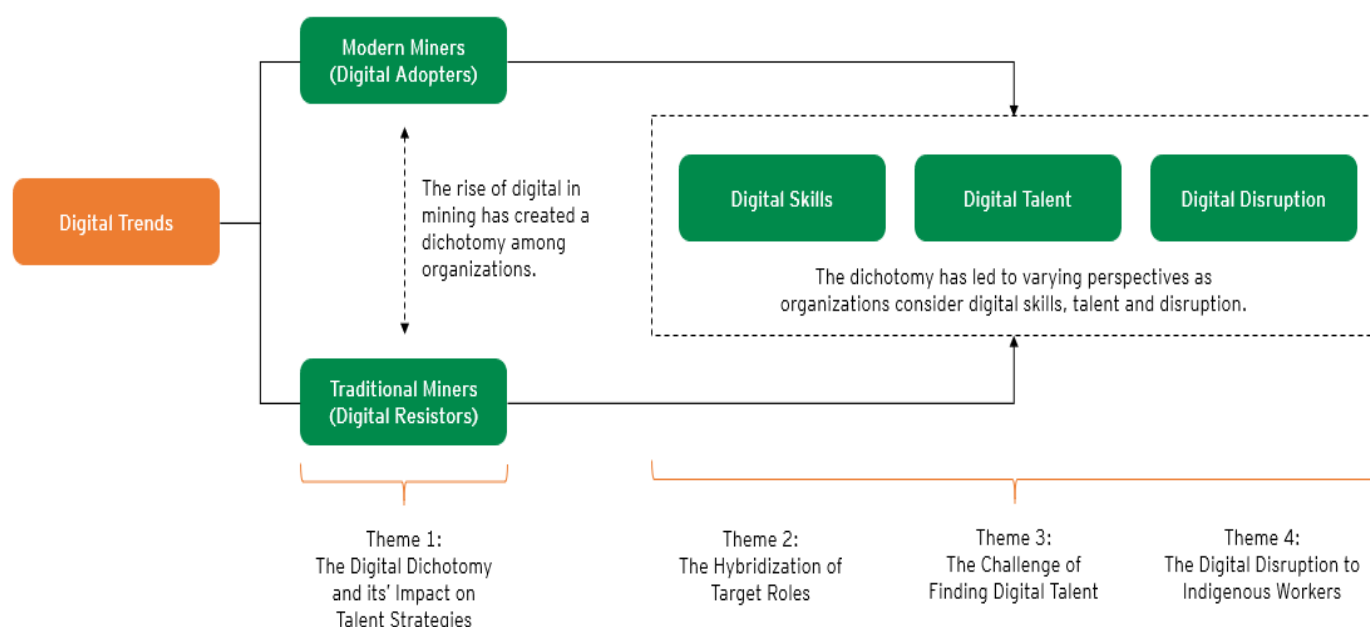 Modern Miners
(Digital Adopters)
Digital Trends
The rise of digital in
mining has created a
dichotomy among
organizations.
Traditional Miners
(Digital Resistors)
Digital Skills
Digital Talent
Digital Disruption
The dichotomy has led to varying perspectives as
organizations consider digital skills, talent and disruption.
Theme 1:
The Digital Dichotomy
and its' Impact on
Talent Strategies
Theme 2:
The Hybridization of
Target Roles
Theme 3:
The Challenge of
Finding Digital Talent
Theme 4:
The Digital Disruption to
Indigenous Workers